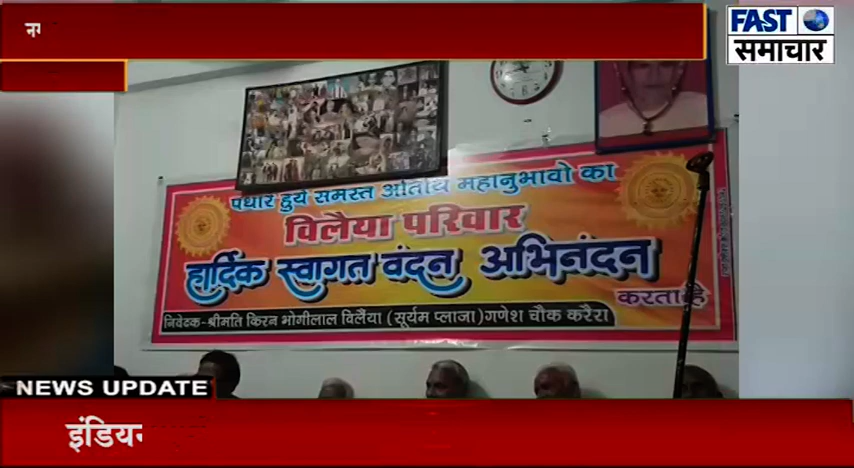 FAST
समाचार
पधारे हुये समस्त अतिथि महानुभावो का
विलैया परिवार
हार्दिक स्वागत वंदन अभिनंदन
करता है
निवेदक-श्रीमति किरन भोगीलाल विलैया (सूर्यम प्लाजा) गणेश चौक करैरा
NEWS UPDATE
इंडियन